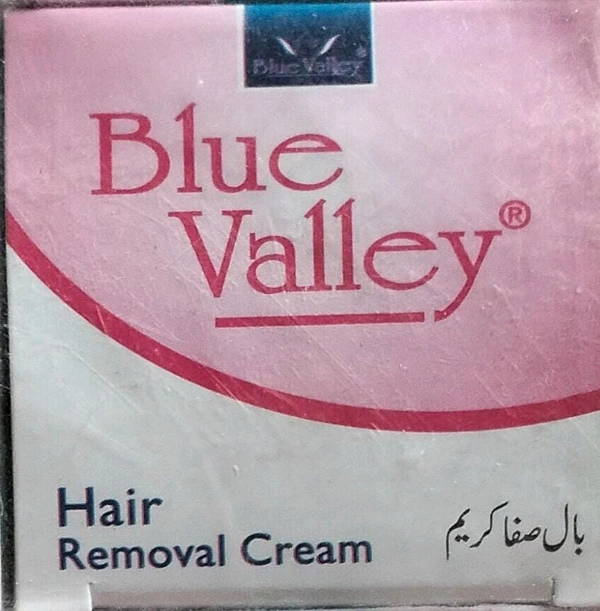 Blue Valley®
Blue
Valley®
Hair
Removal Cream
بال صفا کریم